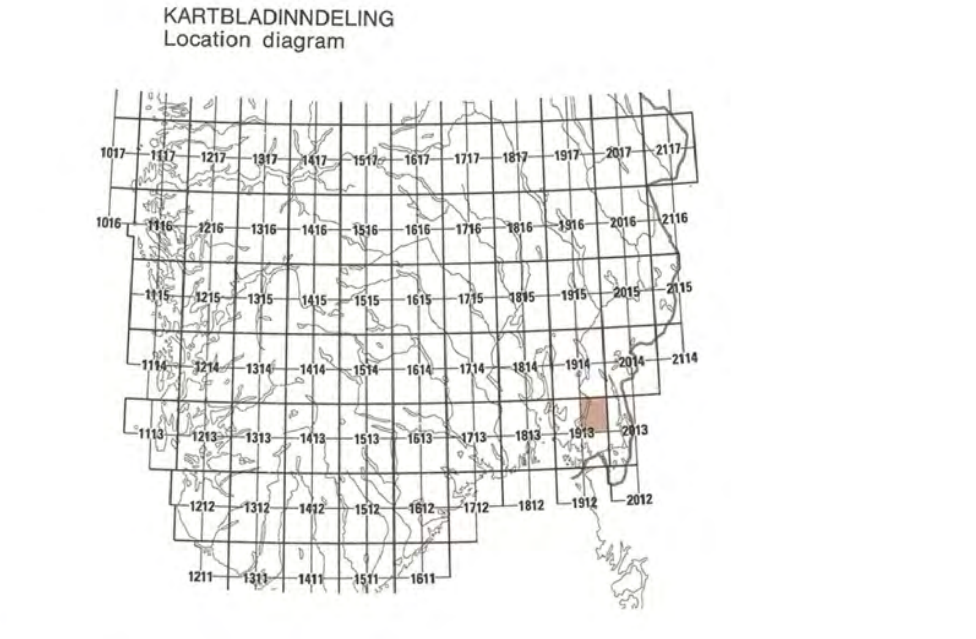 KARTBLADINNDELING
Location diagram
1017 1117 1217 1317 1417 1517 1617 1717 1817 1917 2017 2117
1016 1116 1216 1316 1416 1516 1616 1716 1816 1916 2016 2116
1115 1215 1315 1415 1515 1615 1715 1815 1915 2015 2115
1114 1214 1314 1414 1514 1614 1714 1814 1914 2014 2114
1113 1213 1313 1413 1513 1613 1713 1813 1913 2013
1212 1312 1412 1512 1612 1712 1812 1912 2012
1211 1311 1411 1511 1611